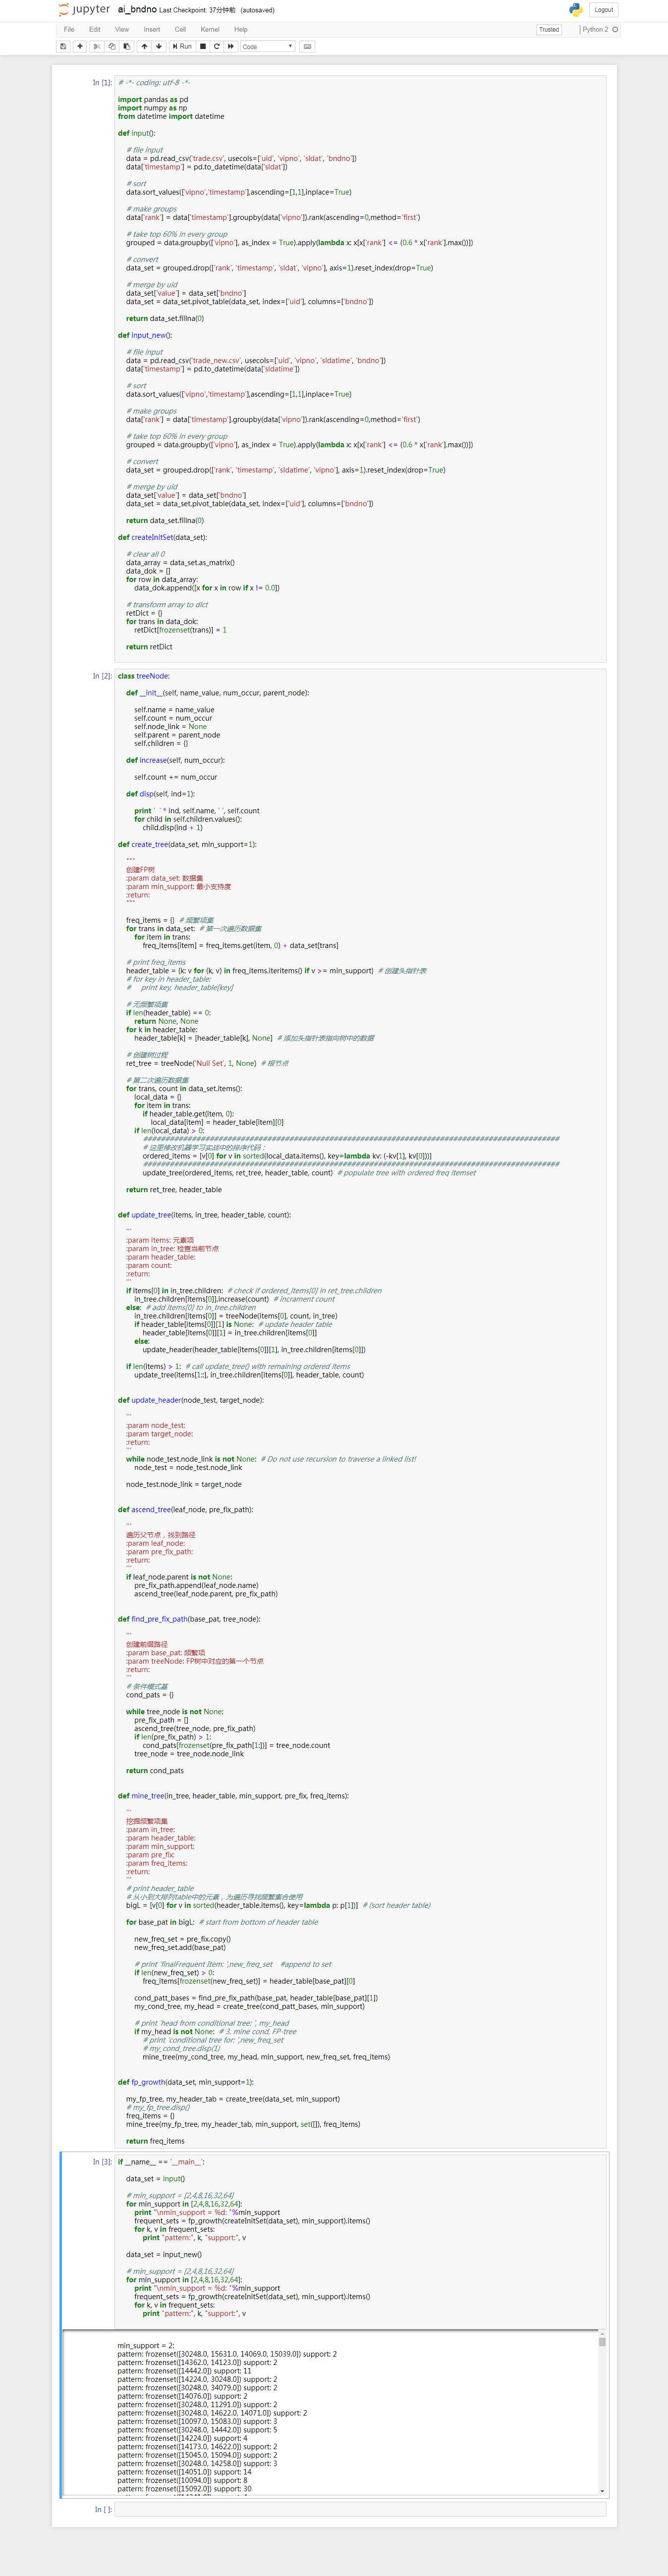 jupyter ai_bndno Last Checkpoint: 37分钟前 (autosaved)
Logout
File Edit View Insert Cell Kernel Help
Trusted | Python 2
Run Code
In [1]:
# -*- coding: utf-8 -*-
import pandas as pd
import numpy as np
from datetime import datetime
def input():
# file input
data = pd.read_csv('trade.csv', usecols=['uid', 'vipno', 'sldat', 'bndno'])
data['timestamp'] = pd.to_datetime(data['sldat'])
# sort
data.sort_values(['vipno','timestamp'],ascending=[1,1],inplace=True)
# make groups
data['rank'] = data['timestamp'].groupby(data['vipno']).rank(ascending=0,method='first')
# take top 60% in every group
grouped = data.groupby(['vipno'], as_index = True).apply(lambda x: x[x['rank'] <= (0.6 * x['rank'].max())])
# convert
data_set = grouped.drop(['rank', 'timestamp', 'sldat', 'vipno'], axis=1).reset_index(drop=True)
# merge by uid
data_set['value'] = data_set['bndno']
data_set = data_set.pivot_table(data_set, index=['uid'], columns=['bndno'])
return data_set.fillna(0)
def input_new():
# file input
data = pd.read_csv('trade_new.csv', usecols=['uid', 'vipno', 'sldatime', 'bndno'])
data['timestamp'] = pd.to_datetime(data['sldatime'])
# sort
data.sort_values(['vipno','timestamp'],ascending=[1,1],inplace=True)
# make groups
data['rank'] = data['timestamp'].groupby(data['vipno']).rank(ascending=0,method='first')
# take top 60% in every group
grouped = data.groupby(['vipno'], as_index = True).apply(lambda x: x[x['rank'] <= (0.6 * x['rank'].max())])
# convert
data_set = grouped.drop(['rank', 'timestamp', 'sldatime', 'vipno'], axis=1).reset_index(drop=True)
# merge by uid
data_set['value'] = data_set['bndno']
data_set = data_set.pivot_table(data_set, index=['uid'], columns=['bndno'])
return data_set.fillna(0)
def createInitSet(data_set):
# clear all 0
data_array = data_set.as_matrix()
data_dok = []
for row in data_array:
data_dok.append([x for x in row if x != 0.0])
# transform array to dict
retDict = {}
for trans in data_dok:
retDict[frozenset(trans)] = 1
return retDict
In [2]:
class treeNode:
def __init__(self, name_value, num_occur, parent_node):
self.name = name_value
self.count = num_occur
self.node_link = None
self.parent = parent_node
self.children = {}
def increase(self, num_occur):
self.count += num_occur
def disp(self, ind=1):
print ' ' * ind, self.name, ' ', self.count
for child in self.children.values():
child.disp(ind + 1)
def create_tree(data_set, min_support=1):
"""
创建FP树
:param data_set: 数据集
:param min_support: 最小支持度
:return:
"""
freq_items = {} # 频繁项集
for trans in data_set: # 第一次遍历数据集
for item in trans:
freq_items[item] = freq_items.get(item, 0) + data_set[trans]
# print freq_items
header_table = {k: v for (k, v) in freq_items.iteritems() if v >= min_support} # 创建头指针表
# for key in header_table:
# print key, header_table[key]
# 无频繁项集
if len(header_table) == 0:
return None, None
for k in header_table:
header_table[k] = [header_table[k], None] # 添加头指针表指向树中的数据
# 创建树过程
ret_tree = treeNode('Null Set', 1, None) # 根节点
# 第二次遍历数据集
for trans, count in data_set.items():
local_data = {}
for item in trans:
if header_table.get(item, 0):
local_data[item] = header_table[item][0]
if len(local_data) > 0:
##############################################################################################
# 这里修改机器学习实战中的排序代码：
ordered_items = [v[0] for v in sorted(local_data.items(), key=lambda kv: (-kv[1], kv[0]))]
##############################################################################################
update_tree(ordered_items, ret_tree, header_table, count) # populate tree with ordered freq itemset
return ret_tree, header_table
def update_tree(items, in_tree, header_table, count):
'''
:param items: 元素项
:param in_tree: 检查当前节点
:param header_table:
:param count:
:return:
'''
if items[0] in in_tree.children: # check if ordered_items[0] in ret_tree.children
in_tree.children[items[0]].increase(count) # incrament count
else: # add items[0] to in_tree.children
in_tree.children[items[0]] = treeNode(items[0], count, in_tree)
if header_table[items[0]][1] is None: # update header table
header_table[items[0]][1] = in_tree.children[items[0]]
else:
update_header(header_table[items[0]][1], in_tree.children[items[0]])
if len(items) > 1: # call update_tree() with remaining ordered items
update_tree(items[1::], in_tree.children[items[0]], header_table, count)
def update_header(node_test, target_node):
'''
:param node_test:
:param target_node:
:return:
'''
while node_test.node_link is not None: # Do not use recursion to traverse a linked list!
node_test = node_test.node_link
node_test.node_link = target_node
def ascend_tree(leaf_node, pre_fix_path):
'''
遍历父节点，找到路径
:param leaf_node:
:param pre_fix_path:
:return:
'''
if leaf_node.parent is not None:
pre_fix_path.append(leaf_node.name)
ascend_tree(leaf_node.parent, pre_fix_path)
def find_pre_fix_path(base_pat, tree_node):
'''
创建前缀路径
:param base_pat: 频繁项
:param treeNode: FP树中对应的第一个节点
:return:
'''
# 条件模式基
cond_pats = {}
while tree_node is not None:
pre_fix_path = []
ascend_tree(tree_node, pre_fix_path)
if len(pre_fix_path) > 1:
cond_pats[frozenset(pre_fix_path[1:])] = tree_node.count
tree_node = tree_node.node_link
return cond_pats
def mine_tree(in_tree, header_table, min_support, pre_fix, freq_items):
'''
挖掘频繁项集
:param in_tree:
:param header_table:
:param min_support:
:param pre_fix:
:param freq_items:
:return:
'''
# print header_table
# 从小到大排列table中的元素，为遍历寻找频繁集合使用
bigL = [v[0] for v in sorted(header_table.items(), key=lambda p: p[1])] # (sort header table)
for base_pat in bigL: # start from bottom of header table
new_freq_set = pre_fix.copy()
new_freq_set.add(base_pat)
# print 'finalFrequent Item: ',new_freq_set #append to set
if len(new_freq_set) > 0:
freq_items[frozenset(new_freq_set)] = header_table[base_pat][0]
cond_patt_bases = find_pre_fix_path(base_pat, header_table[base_pat][1])
my_cond_tree, my_head = create_tree(cond_patt_bases, min_support)
# print 'head from conditional tree: ', my_head
if my_head is not None: # 3. mine cond. FP-tree
# print 'conditional tree for: ',new_freq_set
# my_cond_tree.disp(1)
mine_tree(my_cond_tree, my_head, min_support, new_freq_set, freq_items)
def fp_growth(data_set, min_support=1):
my_fp_tree, my_header_tab = create_tree(data_set, min_support)
# my_fp_tree.disp()
freq_items = {}
mine_tree(my_fp_tree, my_header_tab, min_support, set([]), freq_items)
return freq_items
In [3]:
if __name__ == '__main__':
data_set = input()
# min_support = [2,4,8,16,32,64]
for min_support in [2,4,8,16,32,64]:
print "\nmin_support = %d: "%min_support
frequent_sets = fp_growth(createInitSet(data_set), min_support).items()
for k, v in frequent_sets:
print "pattern:", k, "support:", v
data_set = input_new()
# min_support = [2,4,8,16,32,64]
for min_support in [2,4,8,16,32,64]:
print "\nmin_support = %d: "%min_support
frequent_sets = fp_growth(createInitSet(data_set), min_support).items()
for k, v in frequent_sets:
print "pattern:", k, "support:", v
min_support = 2:
pattern: frozenset([30248.0, 15631.0, 14069.0, 15039.0]) support: 2
pattern: frozenset([14362.0, 14123.0]) support: 2
pattern: frozenset([14442.0]) support: 11
pattern: frozenset([14224.0, 30248.0]) support: 2
pattern: frozenset([30248.0, 34079.0]) support: 2
pattern: frozenset([14076.0]) support: 2
pattern: frozenset([30248.0, 11291.0]) support: 2
pattern: frozenset([30248.0, 14622.0, 14071.0]) support: 2
pattern: frozenset([10097.0, 15083.0]) support: 3
pattern: frozenset([30248.0, 14442.0]) support: 5
pattern: frozenset([14224.0]) support: 4
pattern: frozenset([14173.0, 14622.0]) support: 2
pattern: frozenset([15045.0, 15094.0]) support: 2
pattern: frozenset([30248.0, 14258.0]) support: 3
pattern: frozenset([14051.0]) support: 14
pattern: frozenset([10094.0]) support: 8
pattern: frozenset([15092.0]) support: 30
In [ ]: